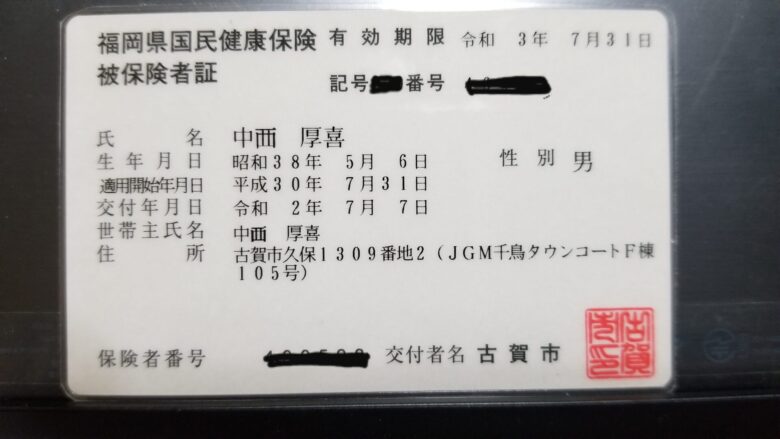 福岡県国民健康保険 有効期限 令和 3年 7月31日
被保険者証
記号 番号
氏名 中西 厚喜
生年月日 昭和38年 5月 6日 性別 男
適用開始年月日 平成30年 7月31日
交付年月日 令和 2年 7月 7日
世帯主氏名 中西 厚喜
住所 古賀市久保1309番地2(JGM千鳥タウンコートF棟
105号)
保険者番号 交付者名 古賀市